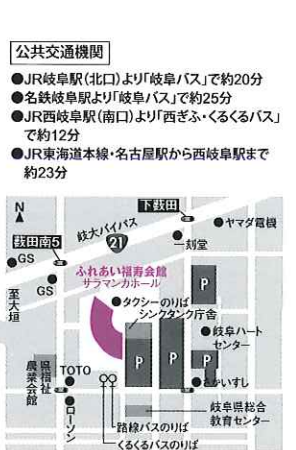 公共交通機関
●JR岐阜駅(北口)より「岐阜バス」で約20分
●名鉄岐阜駅より「岐阜バス」で約25分
●JR西岐阜駅(南口)より「西ぎふ・くるくるバス」
で約12分
●JR東海道本線・名古屋駅から西岐阜駅まで
約23分
N
下薮田
岐大バイパス
21
●ヤマダ電機
薮田南5
一刻堂
GS
ふれあい福寿会館
サラマンカホール
GS
至大垣
P
●タクシーのりば
シンクタンク庁舎
●岐阜ハート
センター
P
P
P
県福祉
農業会館
TOTO
さかいすし
ローソン
岐阜県総合
教育センター
路線バスのりば
くるくるバスのりば